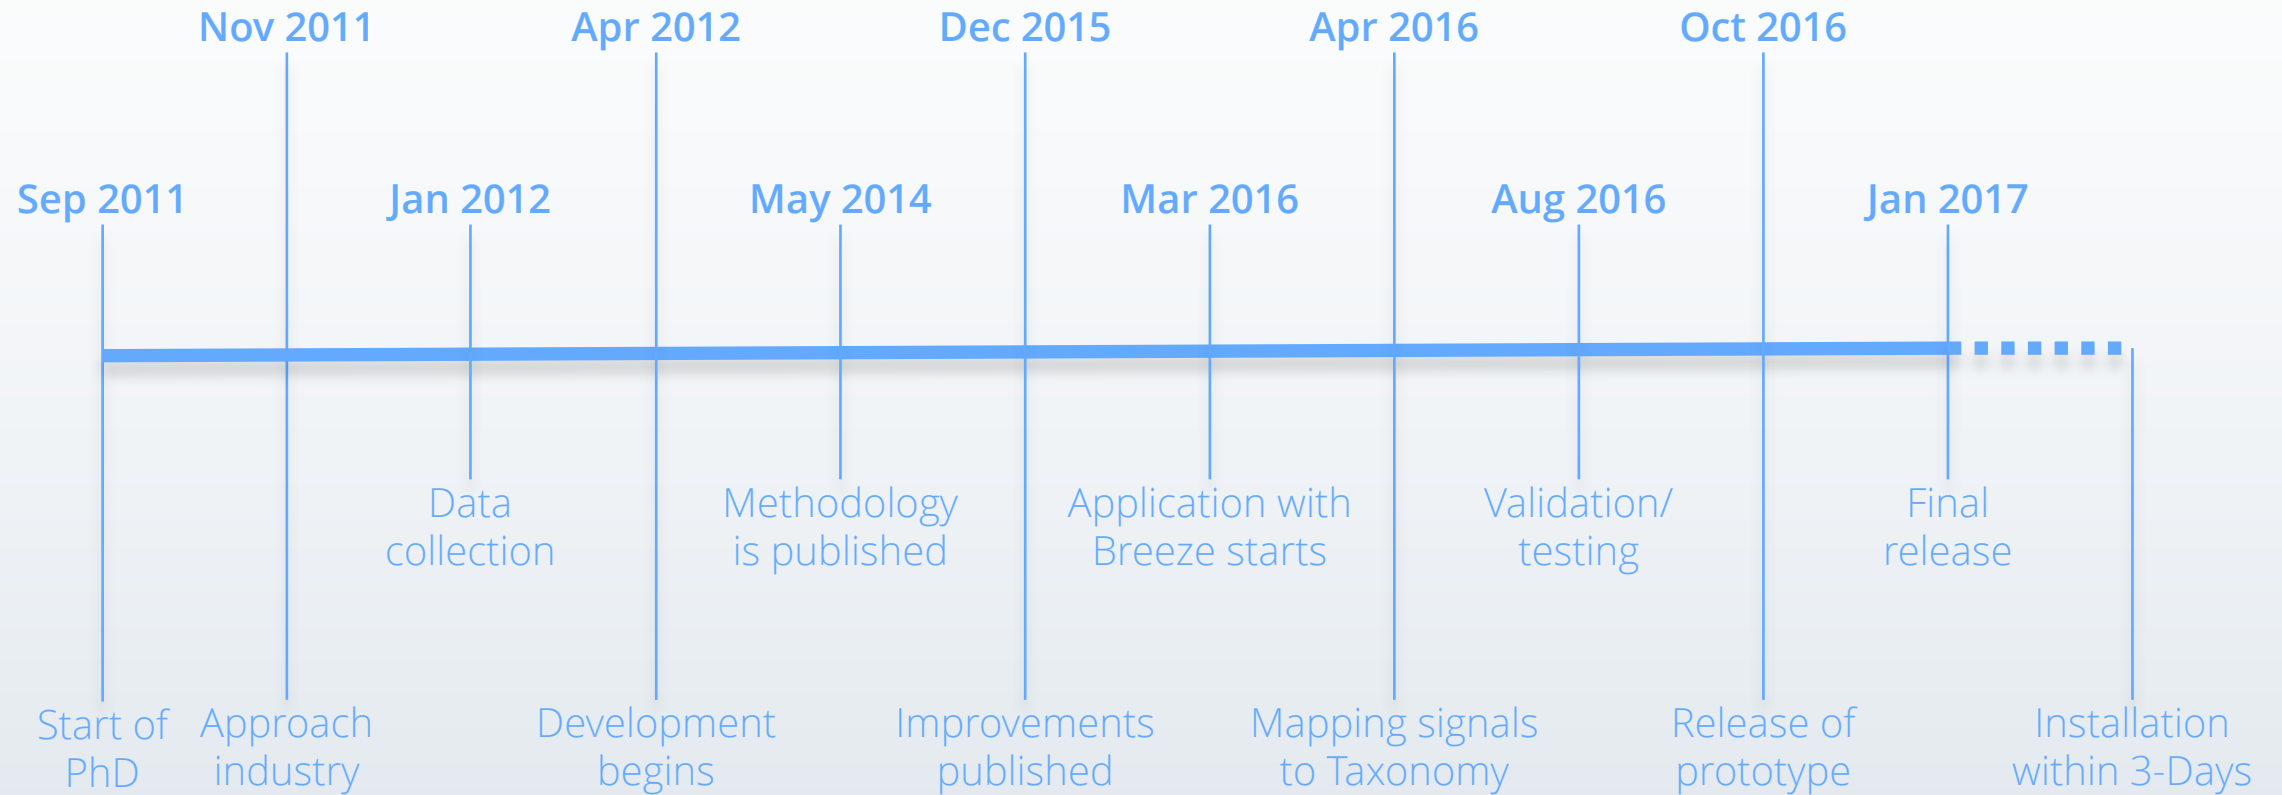 Nov 2011
Apr 2012
Dec 2015
Apr 2016
Oct 2016
Sep 2011
Jan 2012
May 2014
Mar 2016
Aug 2016
Jan 2017
Data
collection
Methodology
is published
Application with
Breeze starts
Validation/
testing
Final
release
Start of
PhD
Approach
industry
Development
begins
Improvements
published
Mapping signals
to Taxonomy
Release of
prototype
Installation
within 3-Days